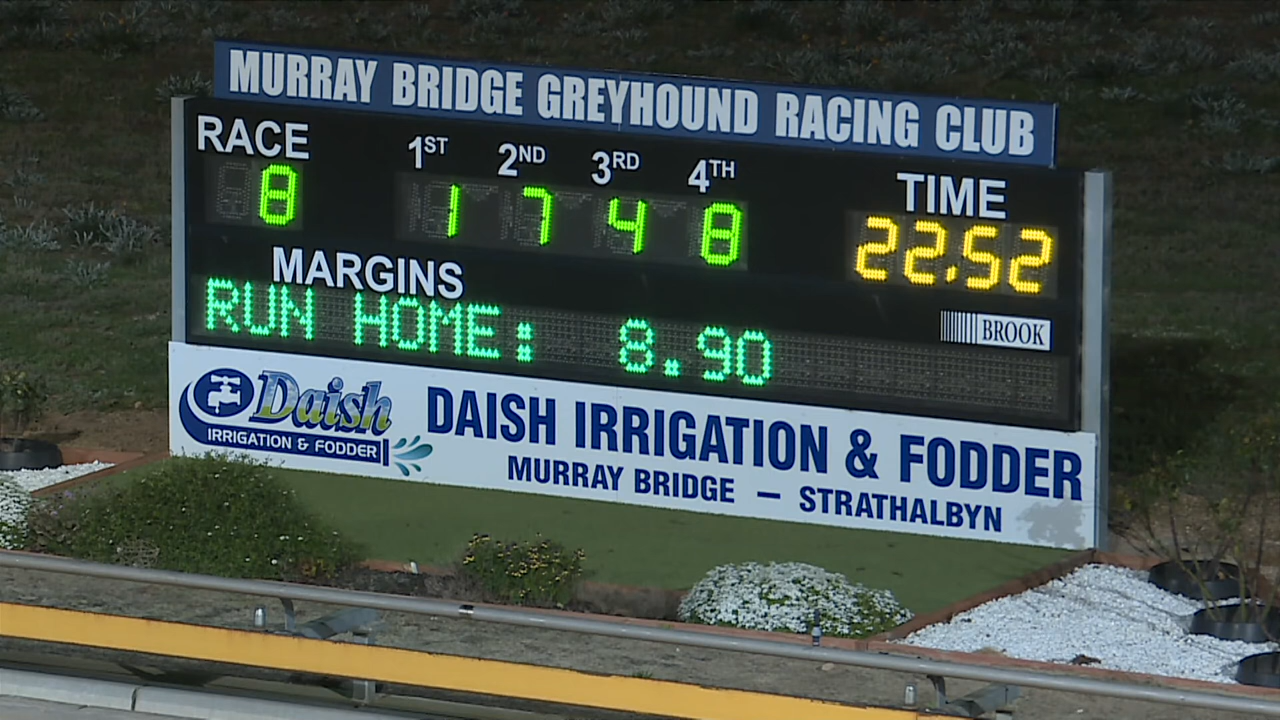 MURRAY BRIDGE GREYHOUND RACING CLUB
RACE 1ST 2ND 3RD 4TH TIME
8 1 7 4 8 22.52
MARGINS
RUN HOME: 8.90
BROOK
Daish
IRRIGATION & FODDER
DAISH IRRIGATION & FODDER
MURRAY BRIDGE – STRATHALBYN